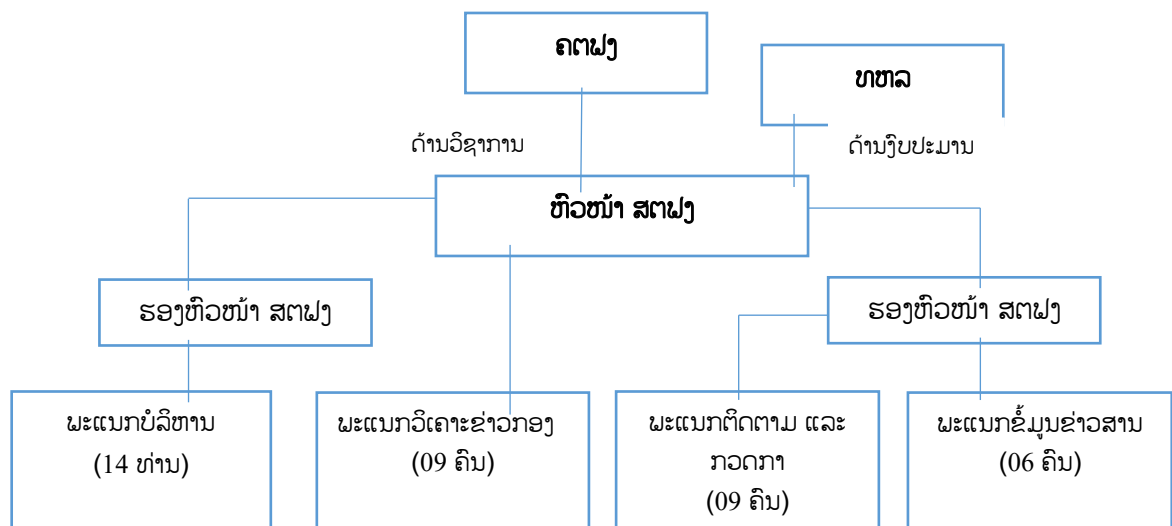 ຄຕຟງ
ທຫລ
ດ້ານວິຊາການ
ດ້ານງົບປະມານ
ຫົວໜ້າ ສຕຟງ
ຮອງຫົວໜ້າ ສຕຟງ
ຮອງຫົວໜ້າ ສຕຟງ
ພະແນກບໍລິຫານ
(14 ທ່ານ)
ພະແນກວິເຄາະຂ່າວກອງ
(09 ຄົນ)
ພະແນກຕິດຕາມ ແລະ
ກວດກາ
(09 ຄົນ)
ພະແນກຂໍ້ມູນຂ່າວສານ
(06 ຄົນ)